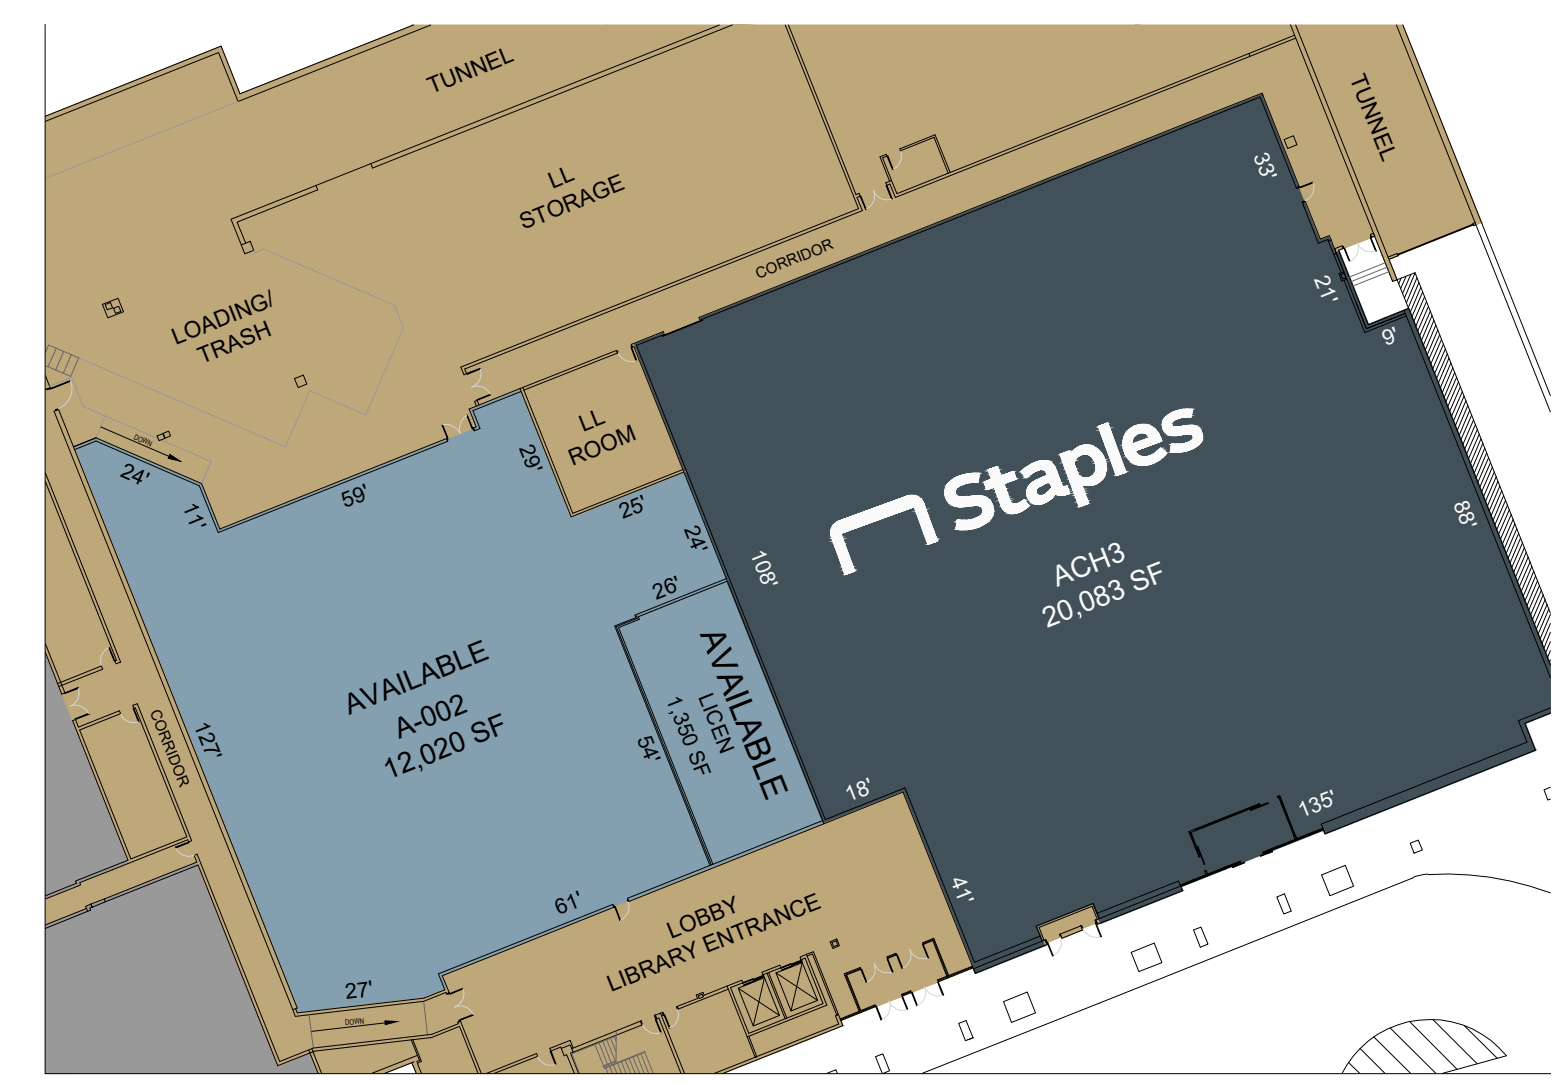 TUNNEL
TUNNEL
LL
STORAGE
33'
CORRIDOR
21'
9'
LOADING/
TRASH
DOWN
24'
11'
59'
29'
LL
ROOM
25'
24'
108'
Staples
ACH3
20,083 SF
88'
26'
AVAILABLE
A-002
12,020 SF
AVAILABLE
LICEN
1,350 SF
54'
127'
CORRIDOR
18'
135'
41'
61'
LOBBY
LIBRARY ENTRANCE
27'
DOWN